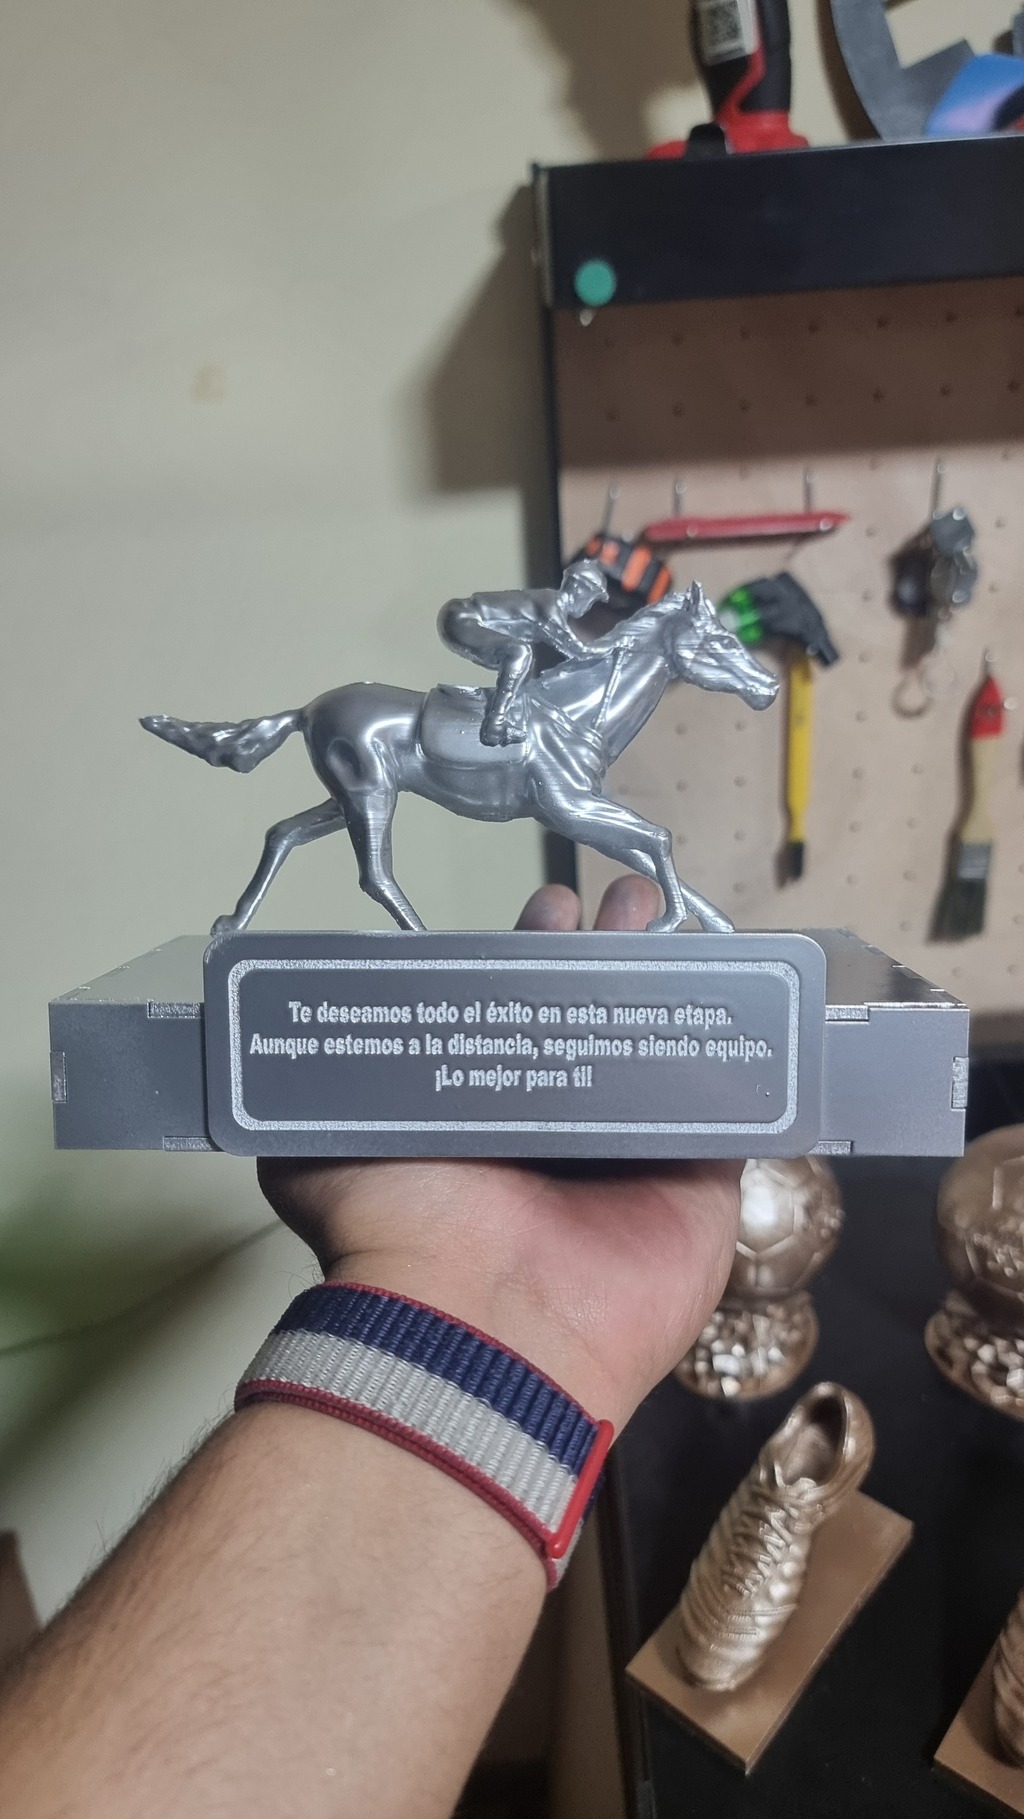 Te deseamos todo el éxito en esta nueva etapa.
Aunque estemos a la distancia, seguimos siendo equipo.
¡Lo mejor para ti!